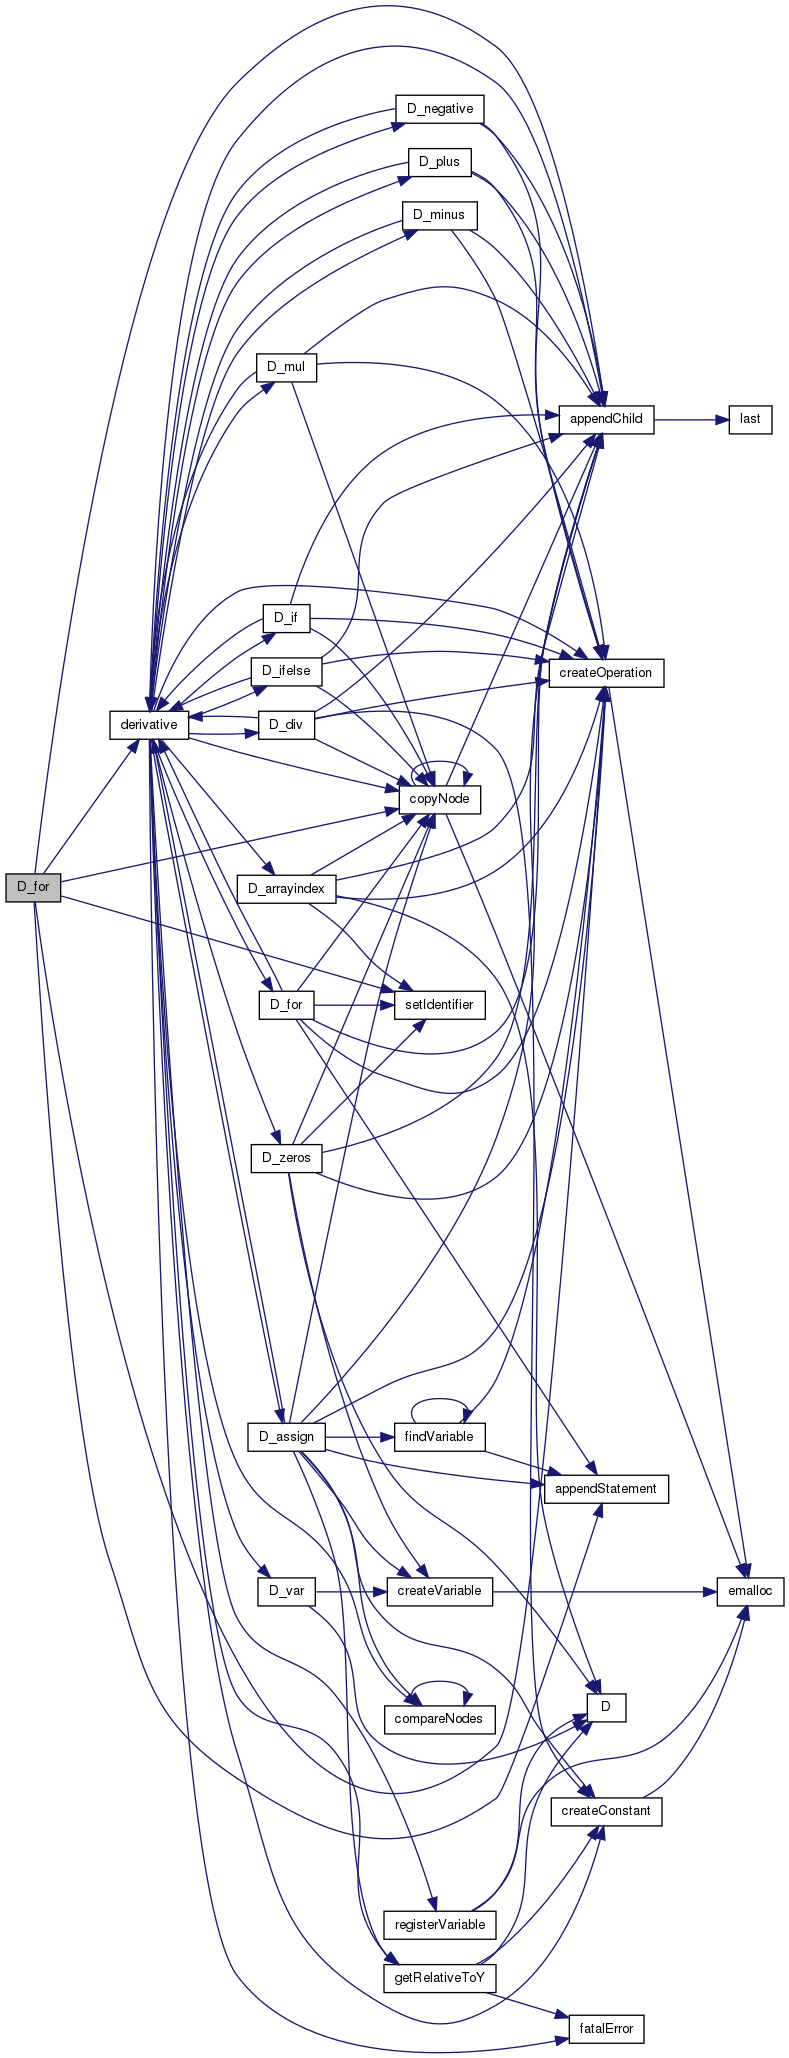 D_negative
D_plus
D_minus
D_mul
appendChild
last
D_if
D_ifelse
createOperation
derivative
D_div
copyNode
D_for
D_arrayindex
D_for
setIdentifier
D_zeros
D_assign
findVariable
appendStatement
D_var
createVariable
emalloc
D
compareNodes
createConstant
registerVariable
getRelativeToY
fatalError